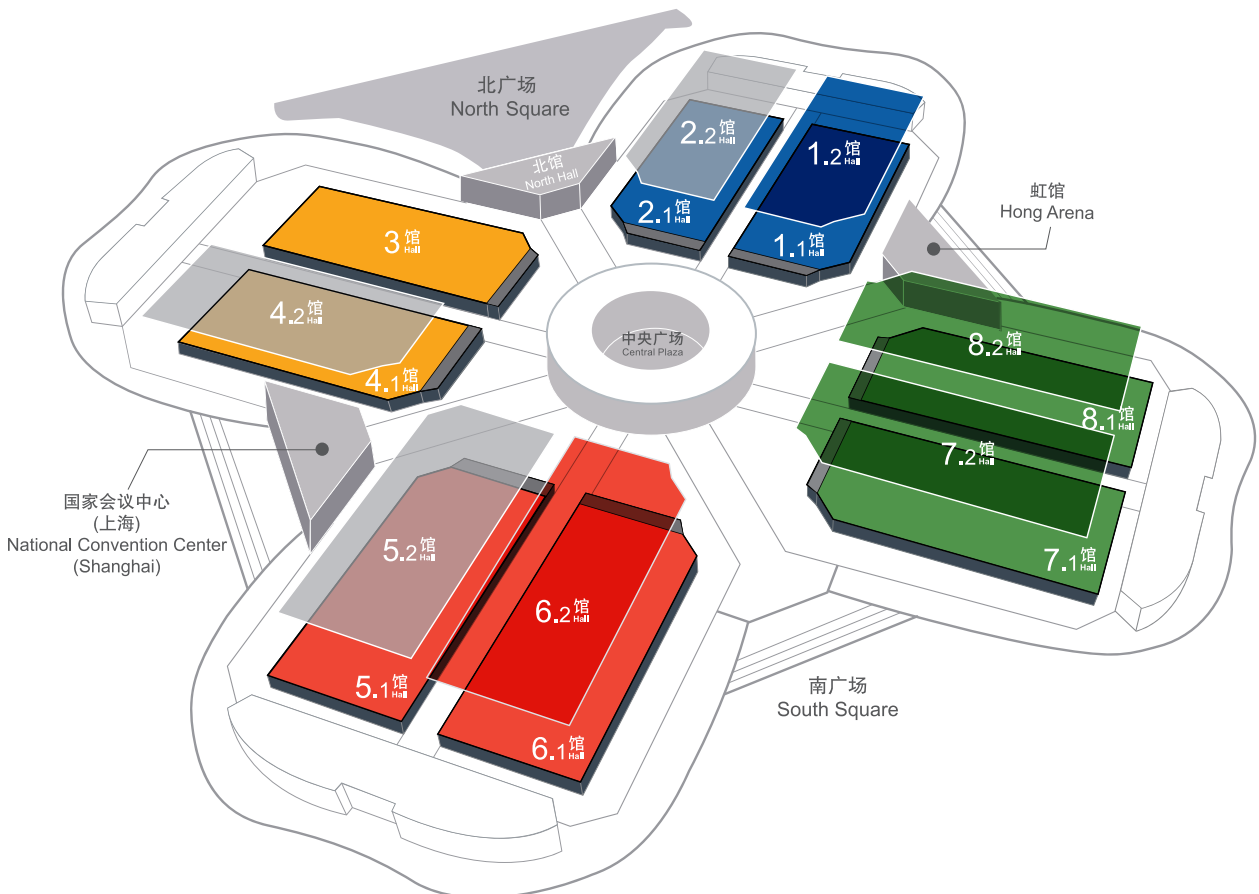 北广场
North Square
北馆
North Hall
2.2馆
Hall
1.2馆
Hall
2.1馆
Hall
1.1馆
Hall
虹馆
Hong Arena
3馆
Hall
4.2馆
Hall
4.1馆
Hall
中央广场
Central Plaza
8.2馆
Hall
8.1馆
Hall
7.2馆
Hall
7.1馆
Hall
国家会议中心
(上海)
National Convention Center
(Shanghai)
5.2馆
Hall
6.2馆
Hall
5.1馆
Hall
6.1馆
Hall
南广场
South Square